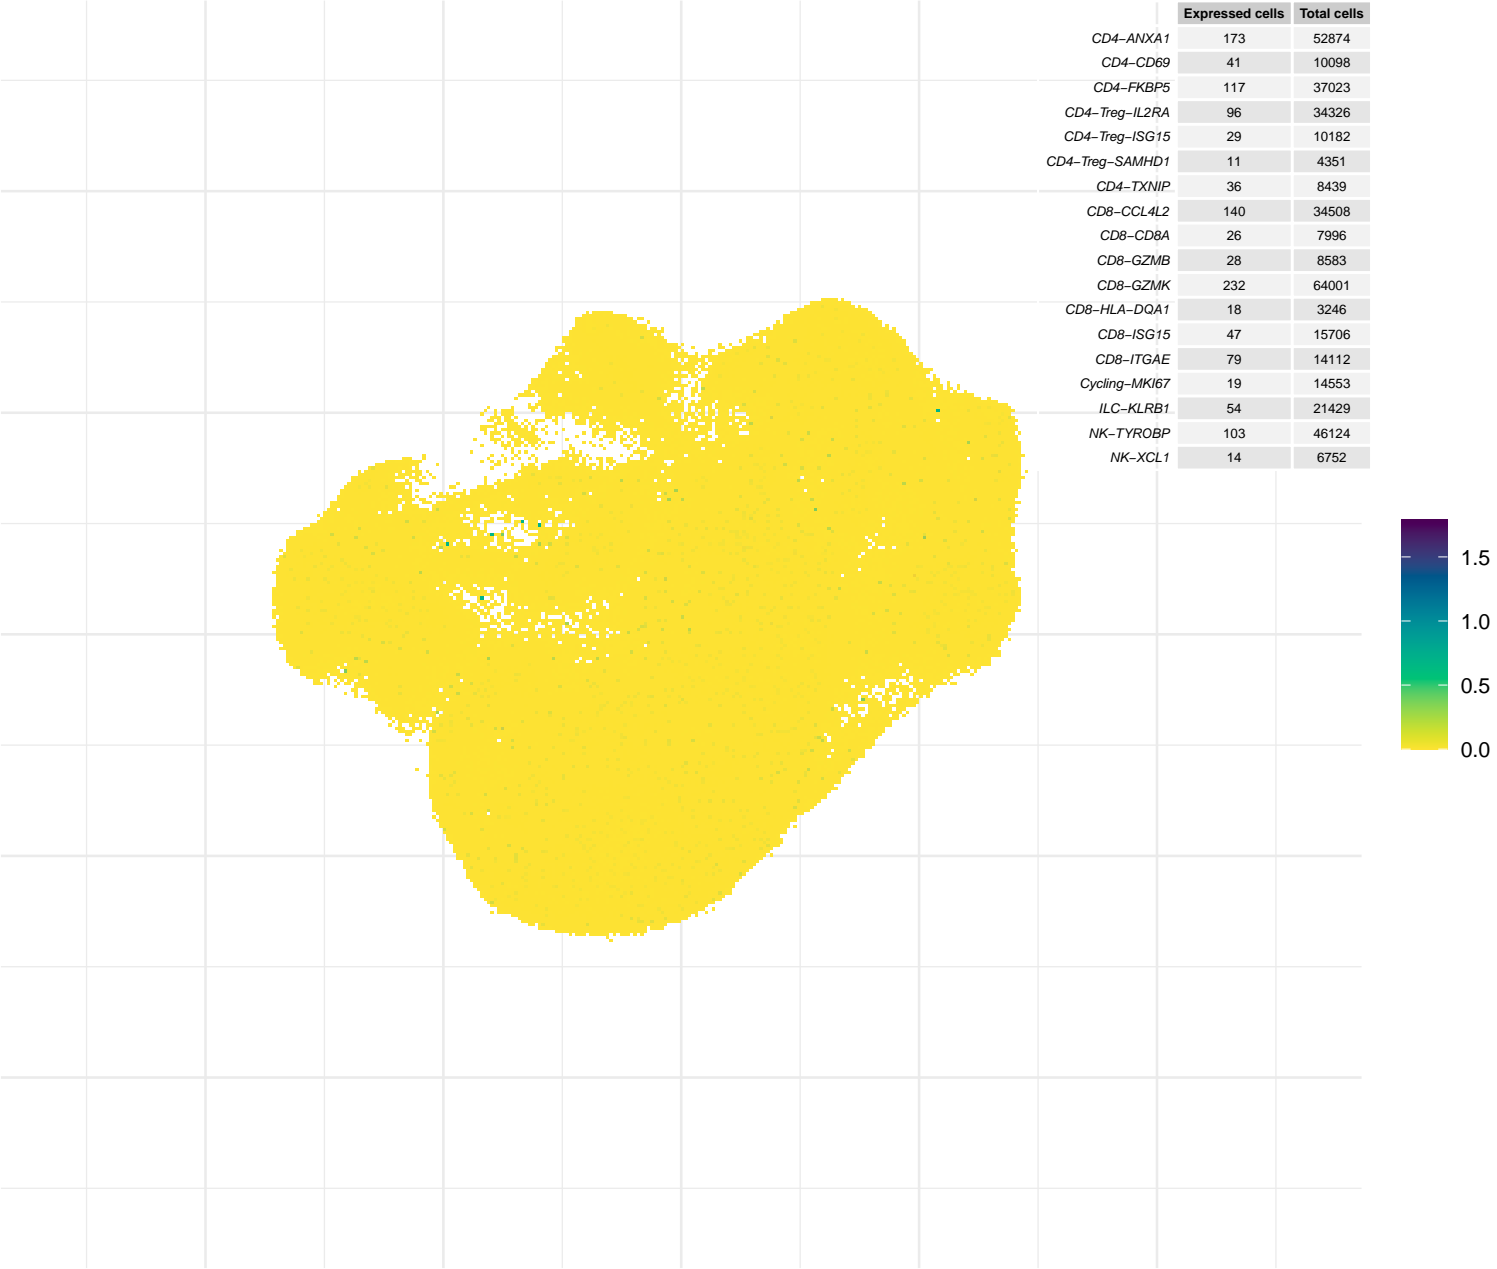 Expressed cells Total cells
CD4−ANXA1 173 52874
CD4−CD69 41 10098
CD4−FKBP5 117 37023
CD4−Treg−IL2RA 96 34326
CD4−Treg−ISG15 29 10182
CD4−Treg−SAMHD1 11 4351
CD4−TXNIP 36 8439
CD8−CCL4L2 140 34508
CD8−CD8A 26 7996
CD8−GZMB 28 8583
CD8−GZMK 232 64001
CD8−HLA−DQA1 18 3246
CD8−ISG15 47 15706
CD8−ITGAE 79 14112
Cycling−MKI67 19 14553
ILC−KLRB1 54 21429
NK−TYROBP 103 46124
NK−XCL1 14 6752
1.5
1.0
0.5
0.0